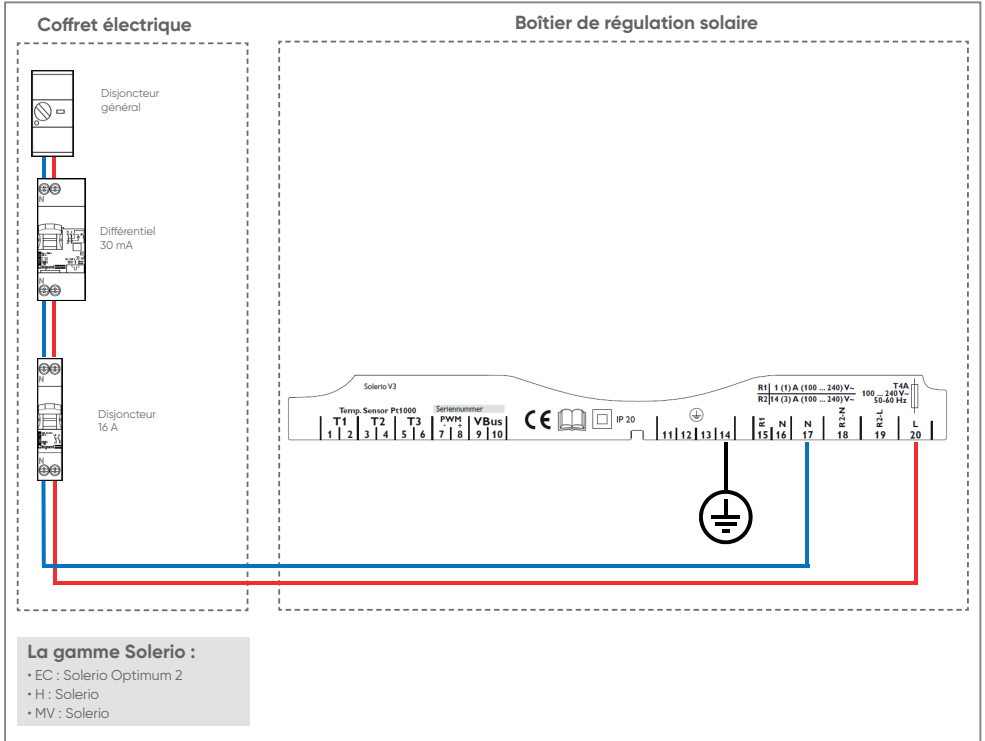 Coffret électrique
Boîtier de régulation solaire
Disjoncteur
général
N
Différentiel
30 mA
N
N
Disjoncteur
16 A
N
Solerio V3
Temp. Sensor Pt1000
Seriennummer
T1 T2 T3 PWM VBus
- +
1 2 3 4 5 6 7 8 9 10
CE
IP 20
R1 1 (1) A (100 ... 240) V~
R2 14 (3) A (100 ... 240) V~
T4A
100 ... 240 V~
50-60 Hz
R1 N N R2-N R2-L L
11 12 13 14 15 16 17 18 19 20
La gamme Solerio :
• EC : Solerio Optimum 2
• H : Solerio
• MV : Solerio